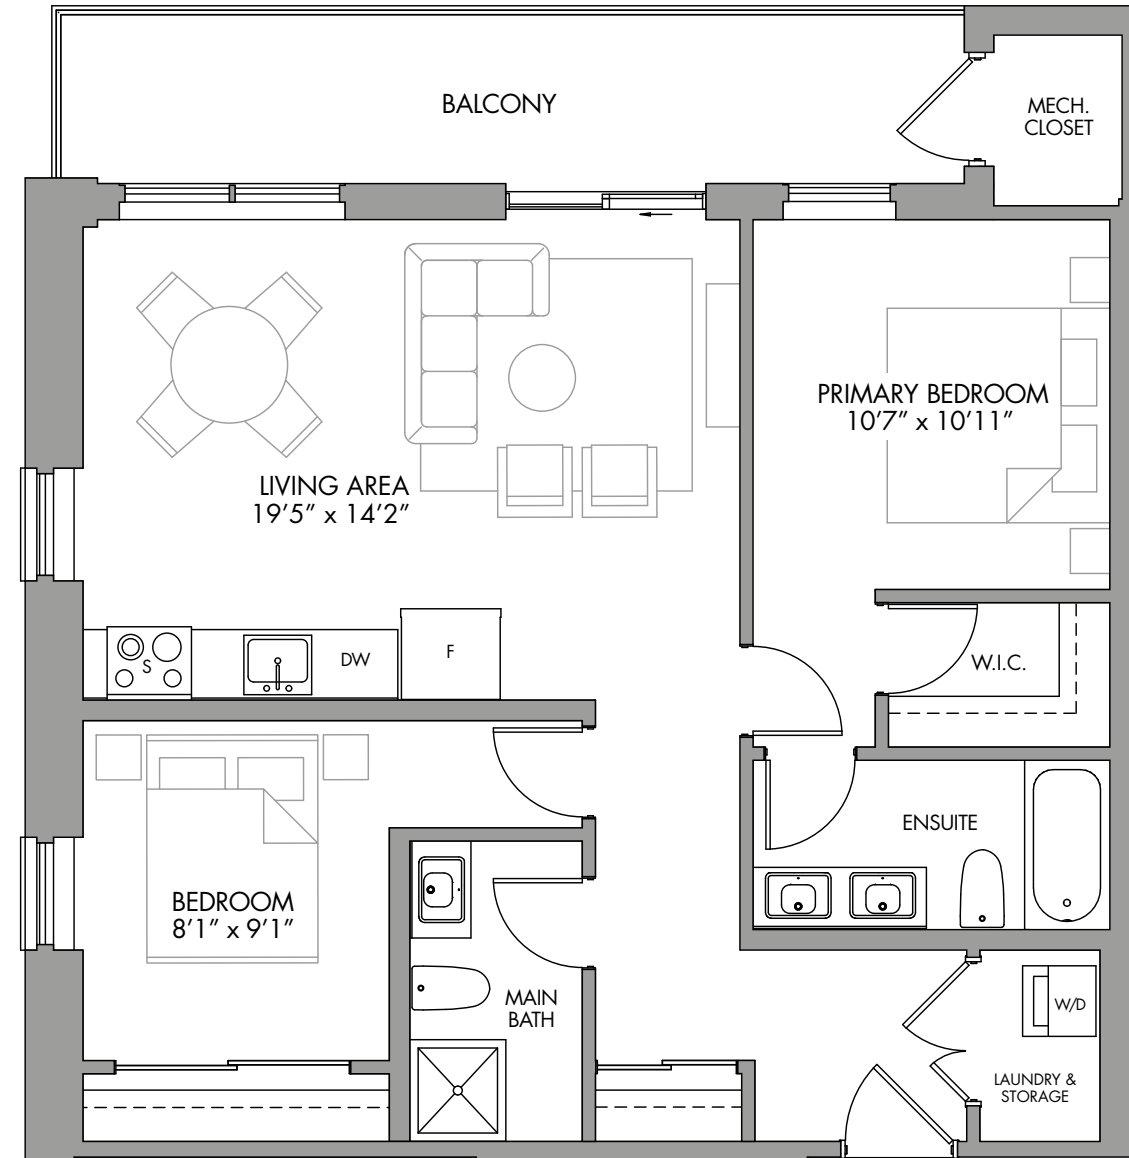 BALCONY
MECH.
CLOSET
PRIMARY BEDROOM
10’7” x 10’11”
LIVING AREA
19’5” x 14’2”
S
DW
F
W.I.C.
ENSUITE
BEDROOM
8’1” x 9’1”
MAIN
BATH
W/D
LAUNDRY &
STORAGE